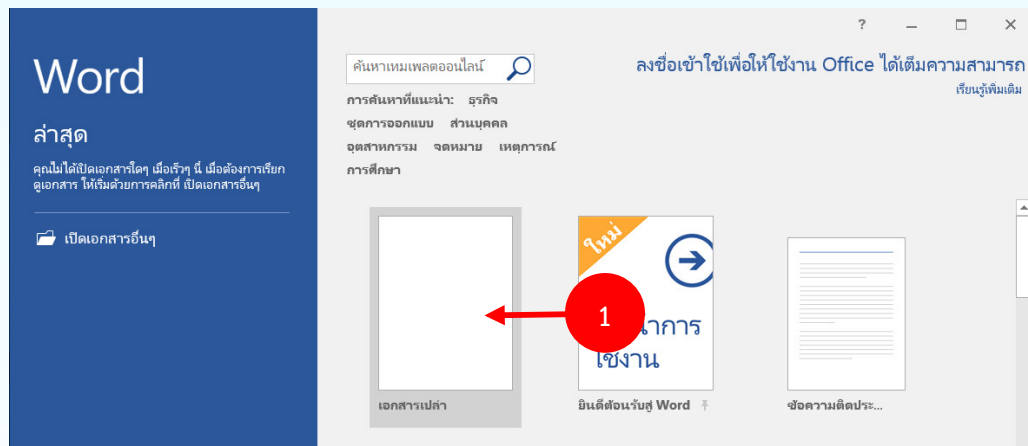 Word
ล่าสุด
คุณไม่ได้เปิดเอกสารใดๆ เมื่อเร็วๆ นี้ เมื่อต้องการเรียก
ดูเอกสาร ให้เริ่มด้วยการคลิกที่ เปิดเอกสารอื่นๆ
เปิดเอกสารอื่นๆ
?
ค้นหาเทมเพลตออนไลน์
ลงชื่อเข้าใช้เพื่อให้ใช้งาน Office ได้เต็มความสามารถ
เรียนรู้เพิ่มเติม
การค้นหาที่แนะนำ: ธุรกิจ
ชุดการออกแบบ ส่วนบุคคล
อุตสาหกรรม จดหมาย เหตุการณ์
การศึกษา
ใหม่
1
การ
ใช้งาน
เอกสารเปล่า
ยินดีต้อนรับสู่ Word
ข้อความติดประ...